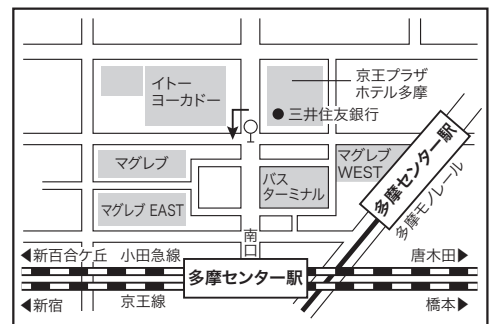 イトー
ヨーカドー
京王プラザ
ホテル多摩
三井住友銀行
マグレブ
マグレブ
WEST
バス
ターミナル
マグレブ EAST
多摩センター駅
多摩モノレール
南口
◀新百合ケ丘 小田急線
唐木田▶
多摩センター駅
◀新宿 京王線
橋本▶